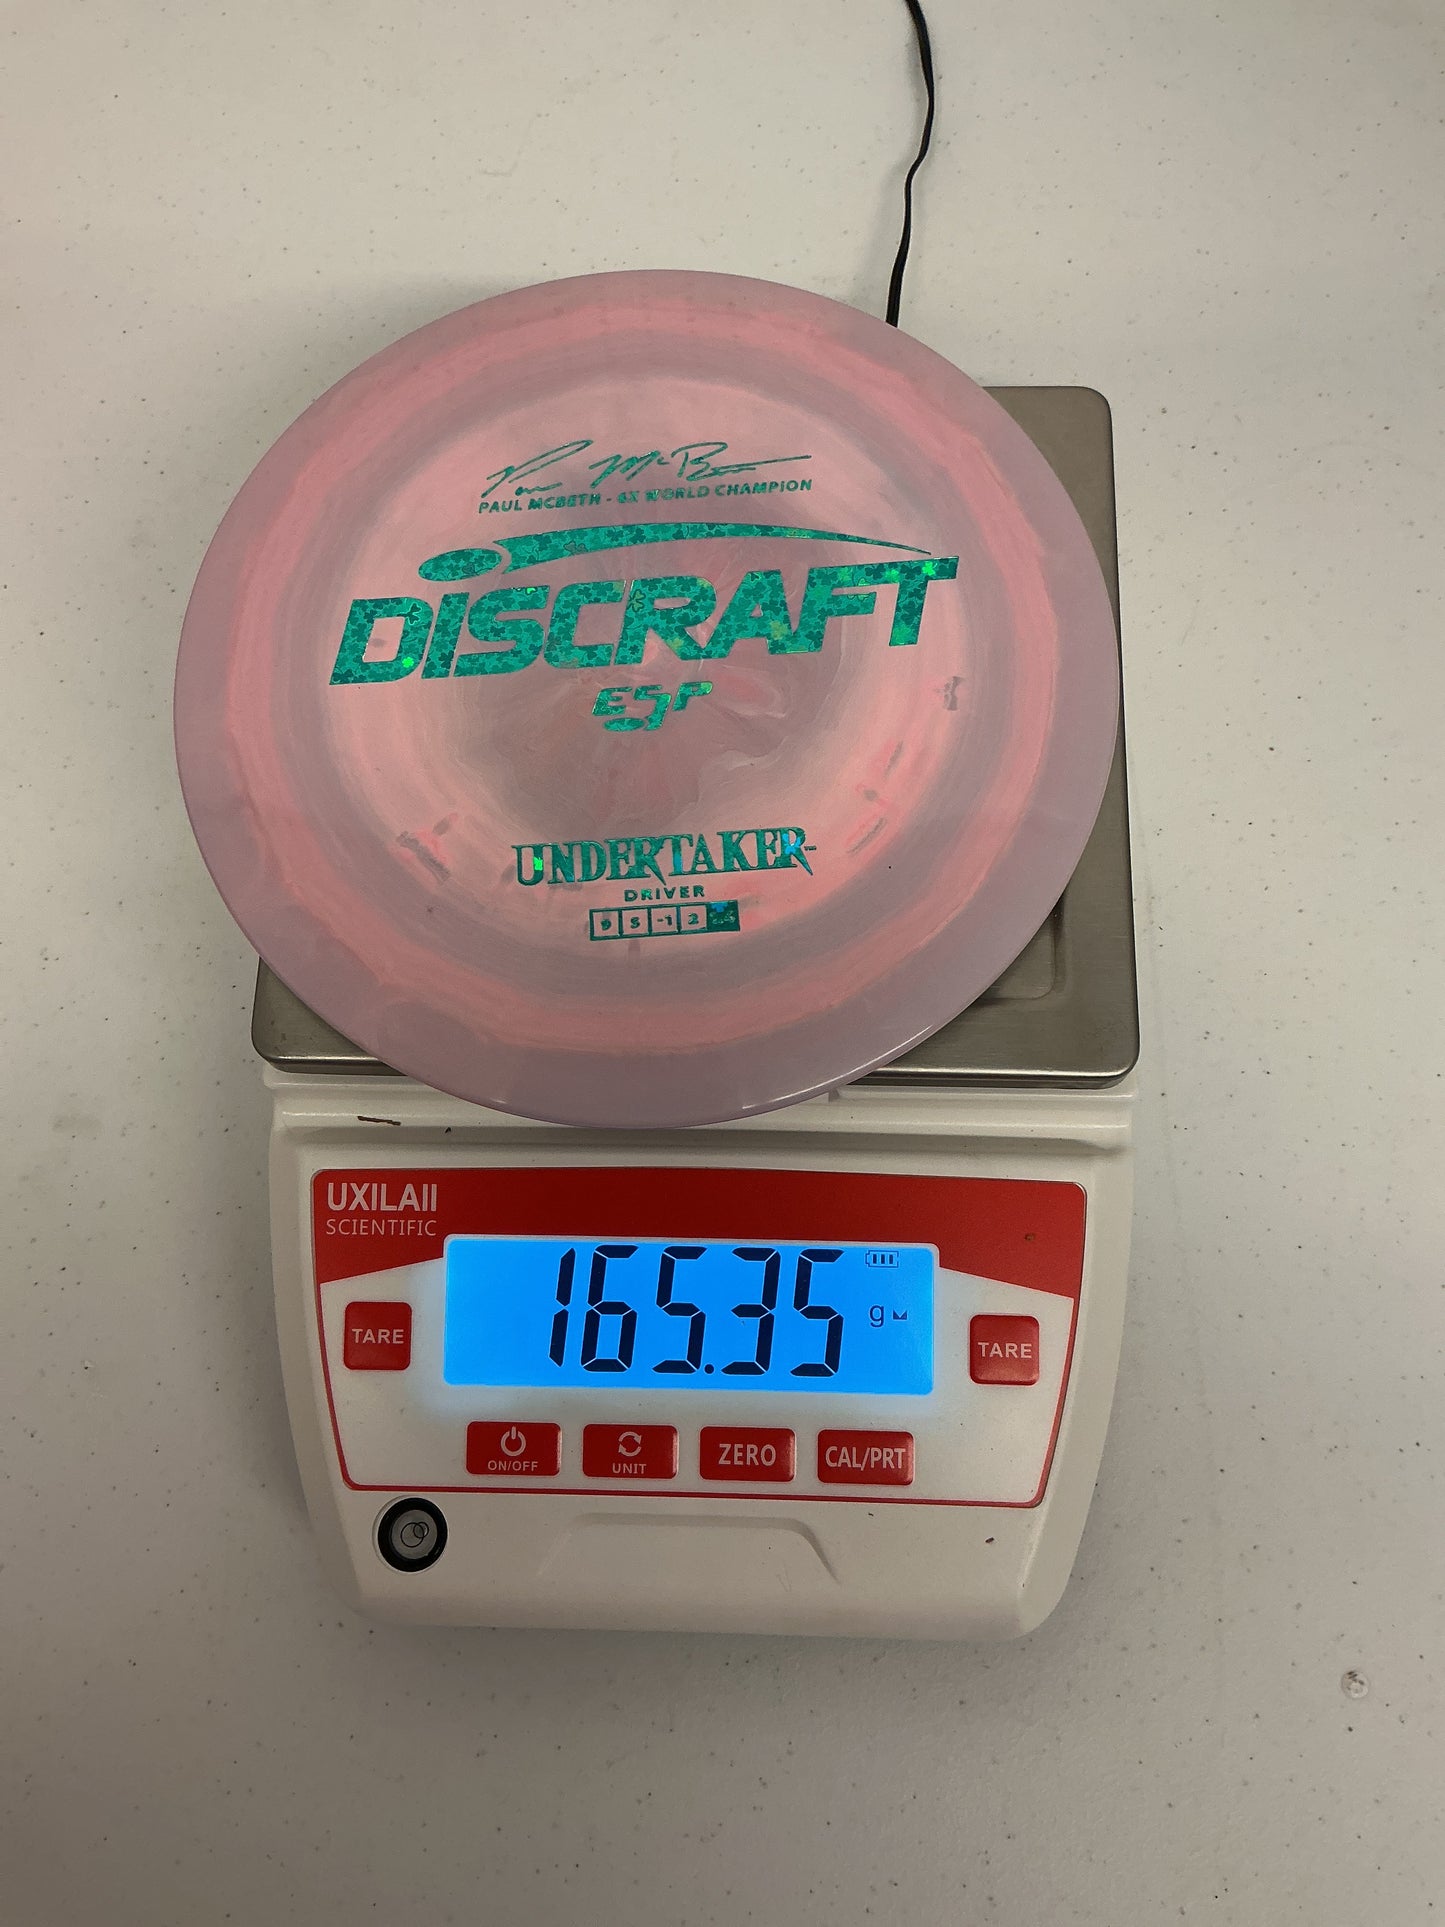 PAUL MCBETH - 6X WORLD CHAMPION
DISCRAFT
ESP
UNDERTAKER
DRIVER
9 5 -1 2
UXILAII
SCIENTIFIC
165.35
g
TARE
TARE
ON/OFF
UNIT
ZERO
CAL/PRT